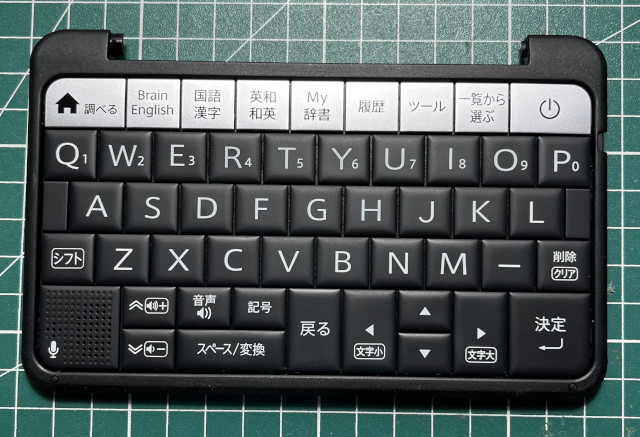 調べる
Brain
English
国語
漢字
英和
和英
My
辞書
履歴
ツール
一覧から
選ぶ
Q1 W2 E3 R4 T5 Y6 U7 I8 O9 P0
A S D F G H J K L
シフト Z X C V B N M ー 削除
クリア
音声 記号
スペース/変換
戻る
文字小
文字大
決定